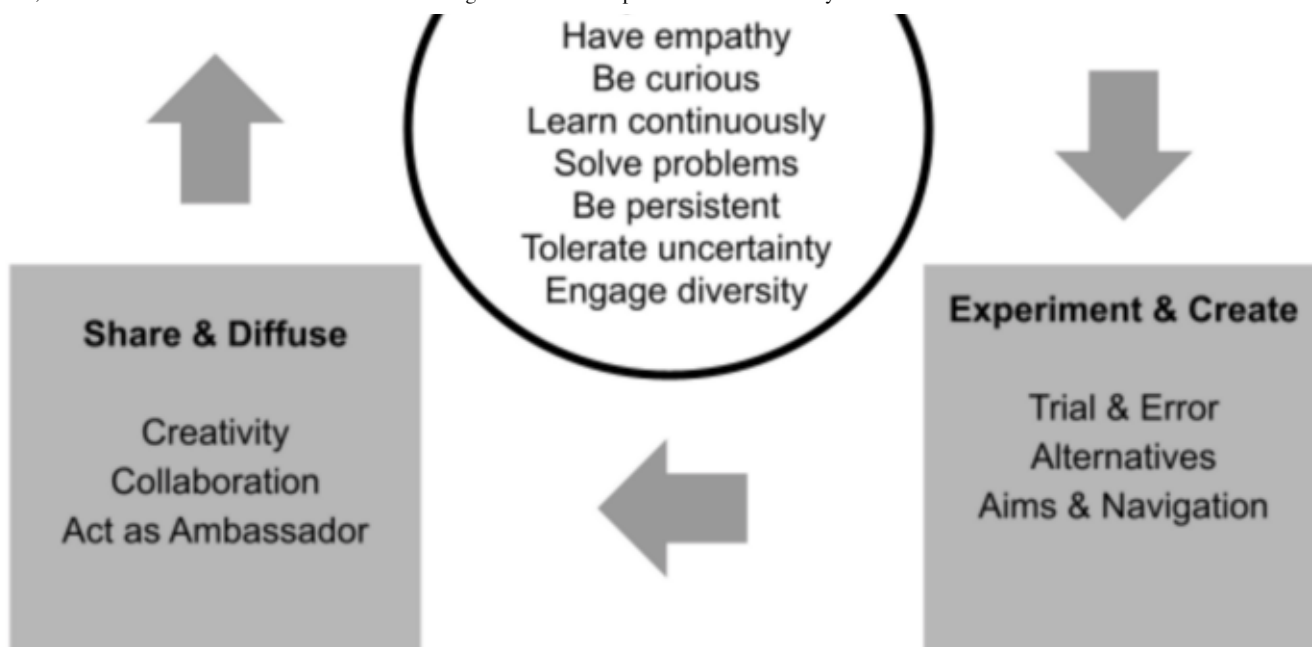 Have empathy
Be curious
Learn continuously
Solve problems
Be persistent
Tolerate uncertainty
Engage diversity
Share & Diffuse
Creativity
Collaboration
Act as Ambassador
Experiment & Create
Trial & Error
Alternatives
Aims & Navigation